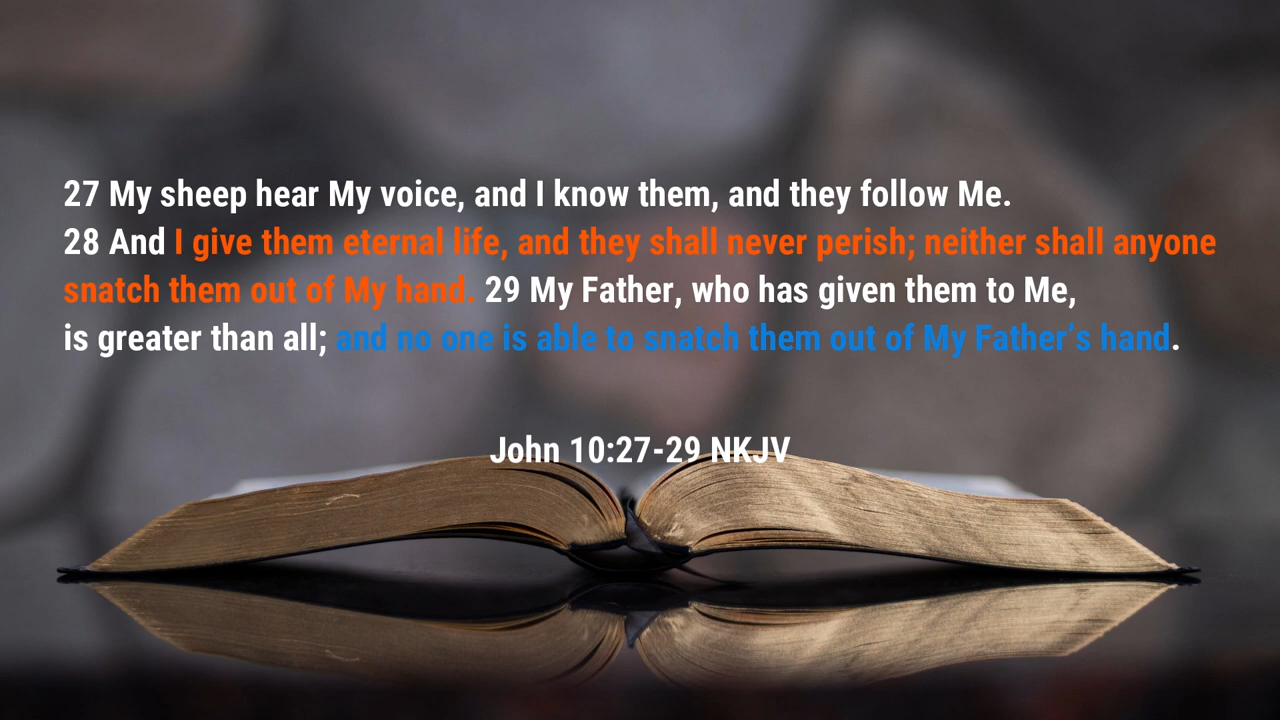 27 My sheep hear My voice, and I know them, and they follow Me.
28 And I give them eternal life, and they shall never perish; neither shall anyone
snatch them out of My hand. 29 My Father, who has given them to Me,
is greater than all; and no one is able to snatch them out of My Father’s hand.
John 10:27-29 NKJV